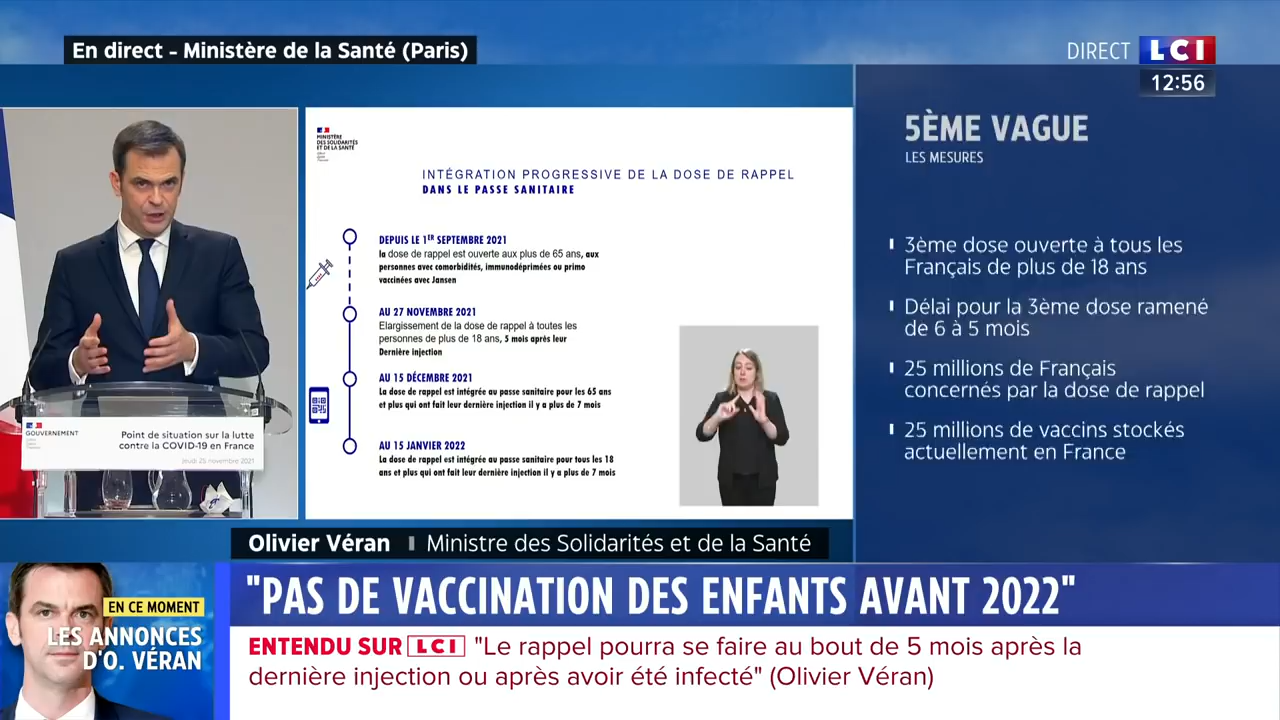 En direct - Ministère de la Santé (Paris)
DIRECT LCI
12:56
MINISTÈRE
DES SOLIDARITÉS
ET DE LA SANTÉ
INTÉGRATION PROGRESSIVE DE LA DOSE DE RAPPEL
DANS LE PASSE SANITAIRE
DEPUIS LE 1ER SEPTEMBRE 2021
la dose de rappel est ouverte aux plus de 65 ans, aux
personnes avec comorbidités, immunodéprimées ou primo
vaccinées avec Jansen
AU 27 NOVEMBRE 2021
Elargissement de la dose de rappel à toutes les
personnes de plus de 18 ans, 5 mois après leur
Dernière injection
AU 15 DÉCEMBRE 2021
La dose de rappel est intégrée au passe sanitaire pour les 65 ans
et plus qui ont fait leur dernière injection il y a plus de 7 mois
AU 15 JANVIER 2022
La dose de rappel est intégrée au passe sanitaire pour tous les 18
ans et plus qui ont fait leur dernière injection il y a plus de 7 mois
5ÈME VAGUE
LES MESURES
3ème dose ouverte à tous les
Français de plus de 18 ans
Délai pour la 3ème dose ramené
de 6 à 5 mois
25 millions de Français
concernés par la dose de rappel
25 millions de vaccins stockés
actuellement en France
GOUVERNEMENT
Point de situation sur la lutte
contre la COVID-19 en France
Jeudi 25 novembre 2021
Olivier Véran Ministre des Solidarités et de la Santé
EN CE MOMENT
LES ANNONCES
D'O. VÉRAN
"PAS DE VACCINATION DES ENFANTS AVANT 2022"
ENTENDU SUR LCI "Le rappel pourra se faire au bout de 5 mois après la
dernière injection ou après avoir été infecté" (Olivier Véran)